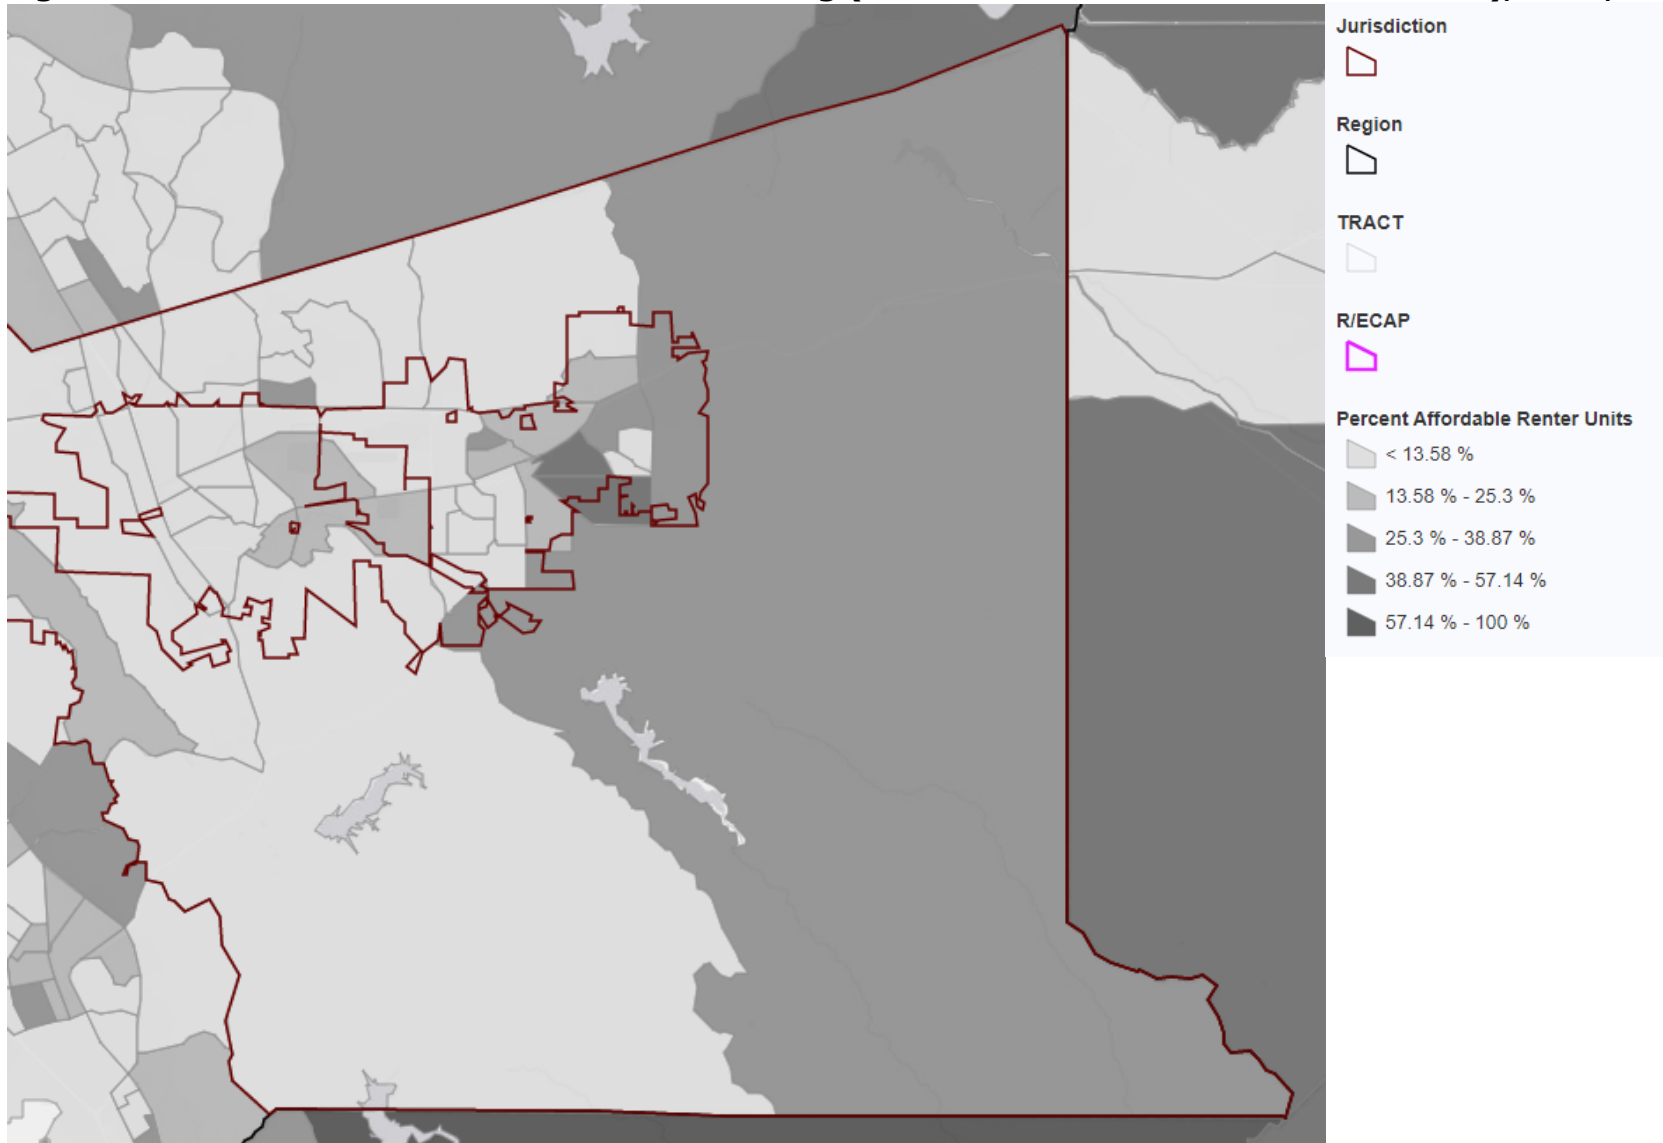 Jurisdiction
Region
TRACT
R/ECAP
Percent Affordable Renter Units
< 13.58 %
13.58 % - 25.3 %
25.3 % - 38.87 %
38.87 % - 57.14 %
57.14 % - 100 %